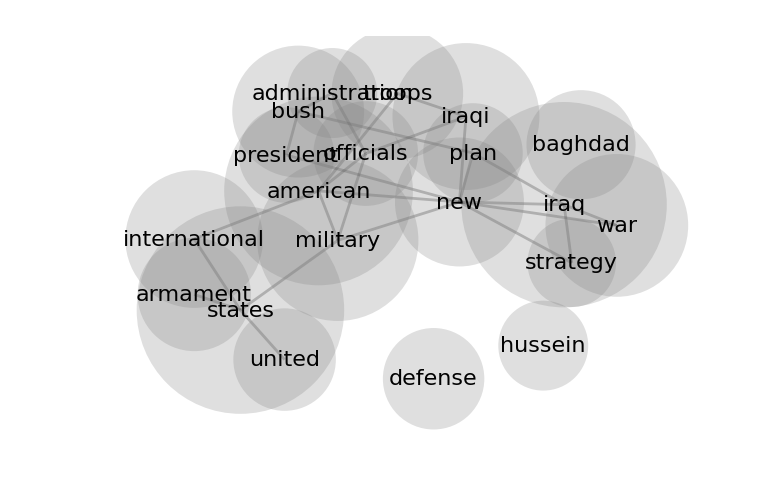 administration
troops
bush
iraqi
baghdad
president
officials
plan
american
new
iraq
war
international
military
strategy
armament
states
hussein
united
defense